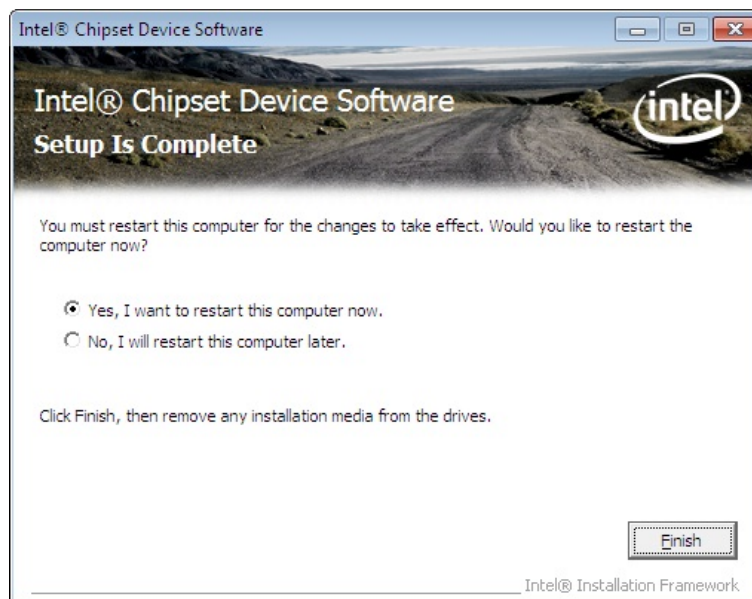 Intel® Chipset Device Software
Intel® Chipset Device Software
intel
Setup Is Complete
You must restart this computer for the changes to take effect. Would you like to restart the
computer now?
Yes, I want to restart this computer now.
No, I will restart this computer later.
Click Finish, then remove any installation media from the drives.
Finish
Intel® Installation Framework